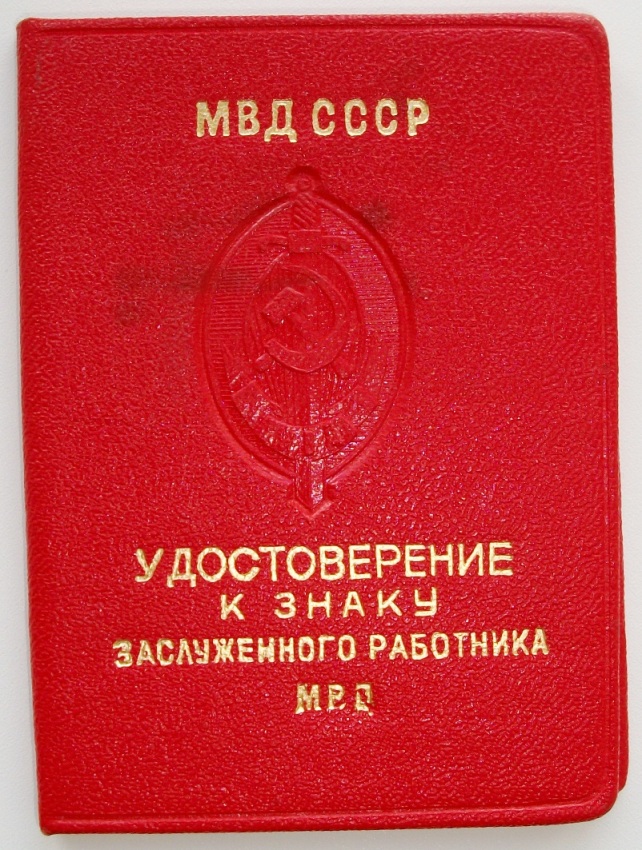 МВД СССР
УДОСТОВЕРЕНИЕ
К ЗНАКУ
ЗАСЛУЖЕННОГО РАБОТНИКА
МВД